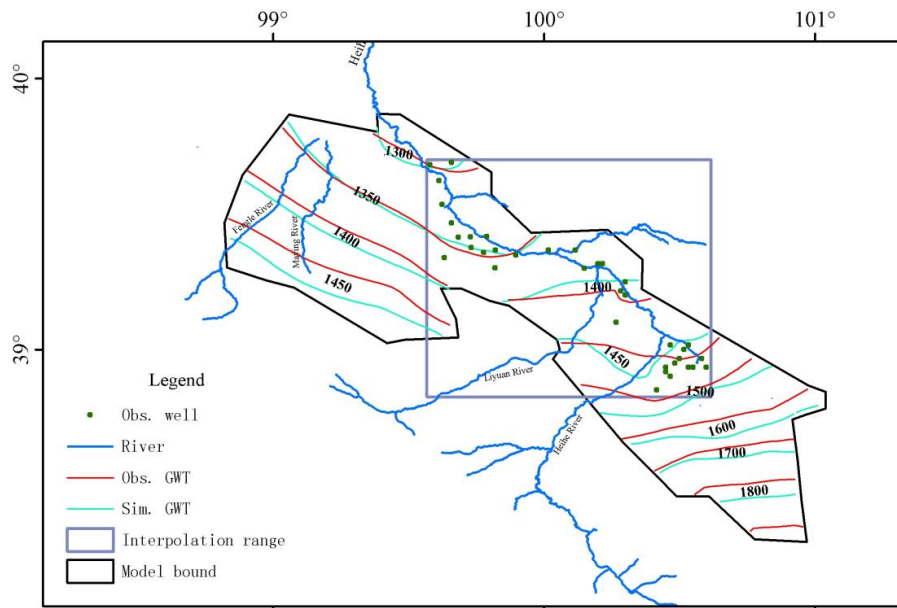 99° 100° 101°
40°
39°
Heihe
1300
1350
1400
1450
Fengle River
Maying River
1400
1450
1500
1600
1700
1800
Liyuan River
Heihe River
Legend
Obs. well
River
Obs. GWT
Sim. GWT
Interpolation range
Model bound